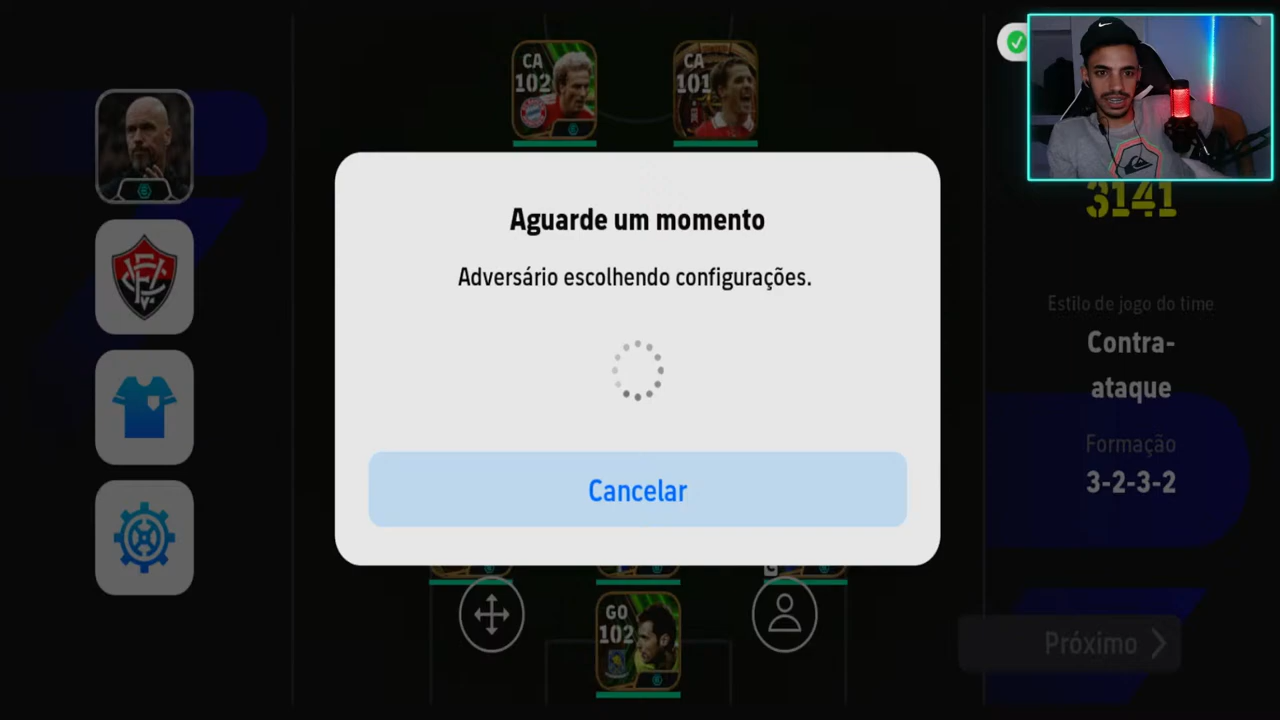 CA
102
CA
101
3141
Aguarde um momento
Adversário escolhendo configurações.
Cancelar
Estilo de jogo do time
Contra-
ataque
Formação
3-2-3-2
GO
102
Próximo